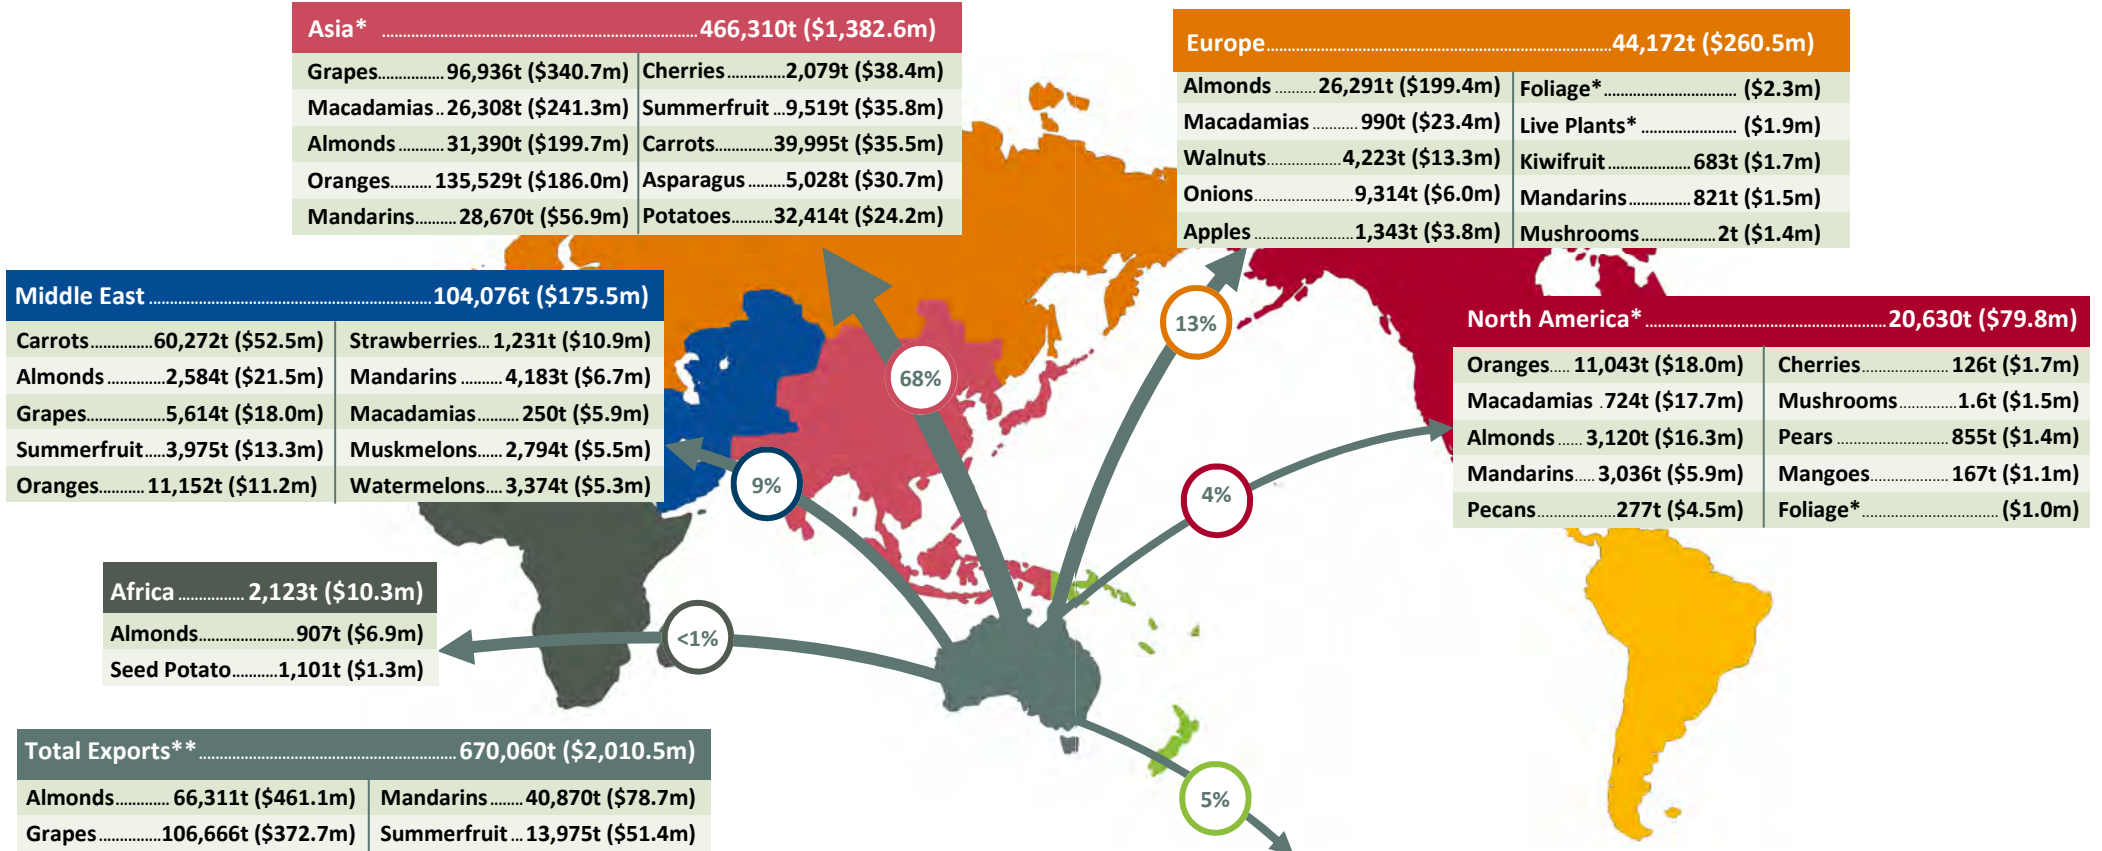 Asia* 466,310t ($1,382.6m)
Grapes 96,936t ($340.7m) Cherries 2,079t ($38.4m)
Macadamias 26,308t ($241.3m) Summerfruit 9,519t ($35.8m)
Almonds 31,390t ($199.7m) Carrots 39,995t ($35.5m)
Oranges 135,529t ($186.0m) Asparagus 5,028t ($30.7m)
Mandarins 28,670t ($56.9m) Potatoes 32,414t ($24.2m)
Europe 44,172t ($260.5m)
Almonds 26,291t ($199.4m) Foliage* ($2.3m)
Macadamias 990t ($23.4m) Live Plants* ($1.9m)
Walnuts 4,223t ($13.3m) Kiwifruit 683t ($1.7m)
Onions 9,314t ($6.0m) Mandarins 821t ($1.5m)
Apples 1,343t ($3.8m) Mushrooms 2t ($1.4m)
Middle East 104,076t ($175.5m)
Carrots 60,272t ($52.5m) Strawberries 1,231t ($10.9m)
Almonds 2,584t ($21.5m) Mandarins 4,183t ($6.7m)
Grapes 5,614t ($18.0m) Macadamias 250t ($5.9m)
Summerfruit 3,975t ($13.3m) Muskmelons 2,794t ($5.5m)
Oranges 11,152t ($11.2m) Watermelons 3,374t ($5.3m)
North America* 20,630t ($79.8m)
Oranges 11,043t ($18.0m) Cherries 126t ($1.7m)
Macadamias 724t ($17.7m) Mushrooms 1.6t ($1.5m)
Almonds 3,120t ($16.3m) Pears 855t ($1.4m)
Mandarins 3,036t ($5.9m) Mangoes 167t ($1.1m)
Pecans 277t ($4.5m) Foliage* ($1.0m)
13%
68%
9%
4%
Africa 2,123t ($10.3m)
Almonds 907t ($6.9m)
Seed Potato 1,101t ($1.3m)
<1%
Total Exports** 670,060t ($2,010.5m)
Almonds 66,311t ($461.1m) Mandarins 40,870t ($78.7m)
Grapes 106,666t ($372.7m) Summerfruit 13,975t ($51.4m)
5%